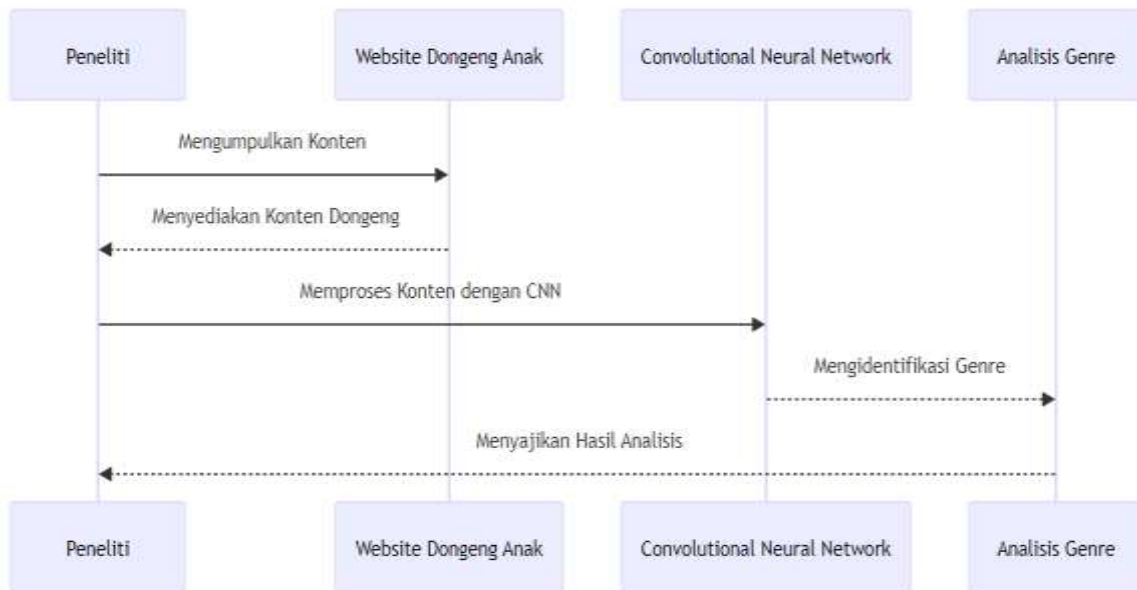 Peneliti
Website Dongeng Anak
Convolutional Neural Network
Analisis Genre
Mengumpulkan Konten
Menyediakan Konten Dongeng
Memproses Konten dengan CNN
Mengidentifikasi Genre
Menyajikan Hasil Analisis
Peneliti
Website Dongeng Anak
Convolutional Neural Network
Analisis Genre